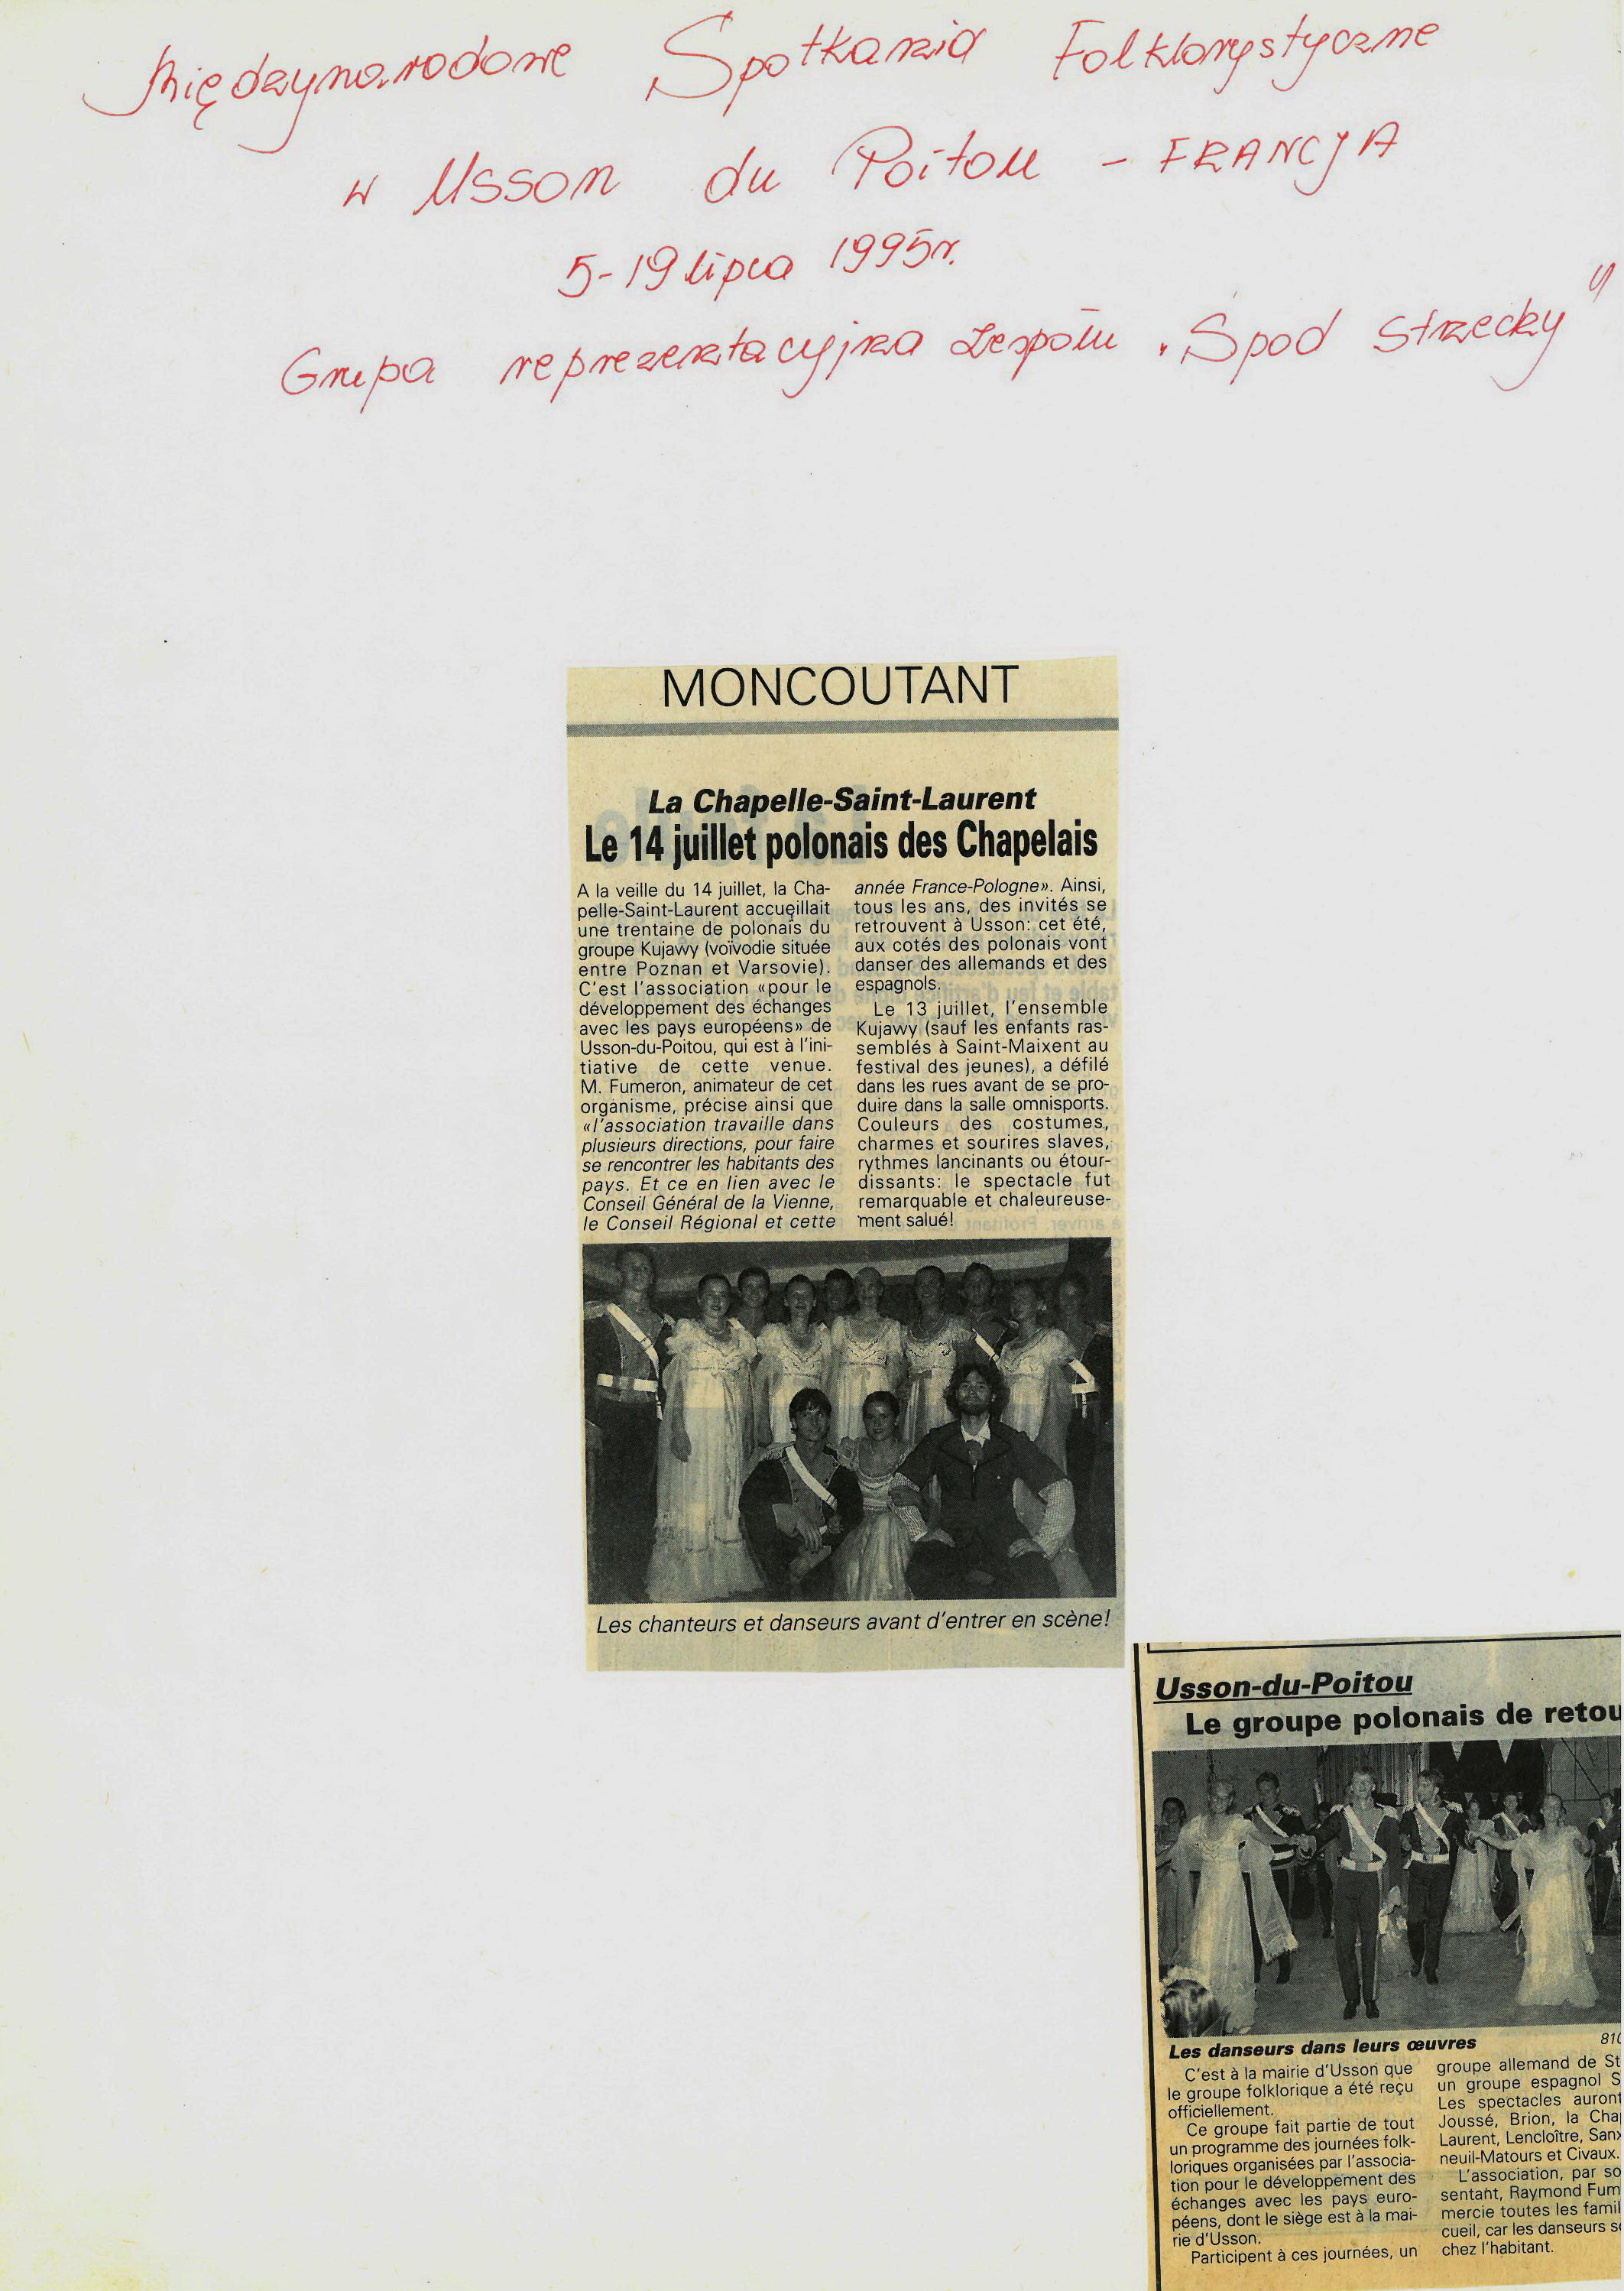 Międzynarodowe Spotkania Folklorystyczne
w Usson du Poitou - FRANCJA
5-19 lipca 1995r.
Grupa reprezentacyjna Zespołu "Spod Strzechy"
MONCOUTANT
La Chapelle-Saint-Laurent
Le 14 juillet polonais des Chapelais
A la veille du 14 juillet, la Cha-
pelle-Saint-Laurent accueillait
une trentaine de polonais du
groupe Kujawy (voïvodie située
entre Poznan et Varsovie).
C'est l'association «pour le
développement des échanges
avec les pays européens» de
Usson-du-Poitou, qui est à l'ini-
tiative de cette venue.
M. Fumeron, animateur de cet
organisme, précise ainsi que
«l'association travaille dans
plusieurs directions, pour faire
se rencontrer les habitants des
pays. Et ce en lien avec le
Conseil Général de la Vienne,
le Conseil Régional et cette
année France-Pologne». Ainsi,
tous les ans, des invités se
retrouvent à Usson: cet été,
aux cotés des polonais vont
danser des allemands et des
espagnols.
Le 13 juillet, l'ensemble
Kujawy (sauf les enfants ras-
semblés à Saint-Maixent au
festival des jeunes), a défilé
dans les rues avant de se pro-
duire dans la salle omnisports.
Couleurs des costumes,
charmes et sourires slaves,
rythmes lancinants ou étour-
dissants: le spectacle fut
remarquable et chaleureuse-
ment salué!
Les chanteurs et danseurs avant d'entrer en scène!
Usson-du-Poitou
Le groupe polonais de retou
Les danseurs dans leurs œuvres 810
C'est à la mairie d'Usson que
le groupe folklorique a été reçu
officiellement.
Ce groupe fait partie de tout
un programme des journées folk-
loriques organisées par l'associa-
tion pour le développement des
échanges avec les pays euro-
péens, dont le siège est à la mai-
rie d'Usson.
Participent à ces journées, un
groupe allemand de St
un groupe espagnol S
Les spectacles auront
Joussé, Brion, la Cha
Laurent, Lencloître, Sanx
neuil-Matours et Civaux.
L'association, par so
sentant, Raymond Fum
mercie toutes les famil
cueil, car les danseurs so
chez l'habitant.